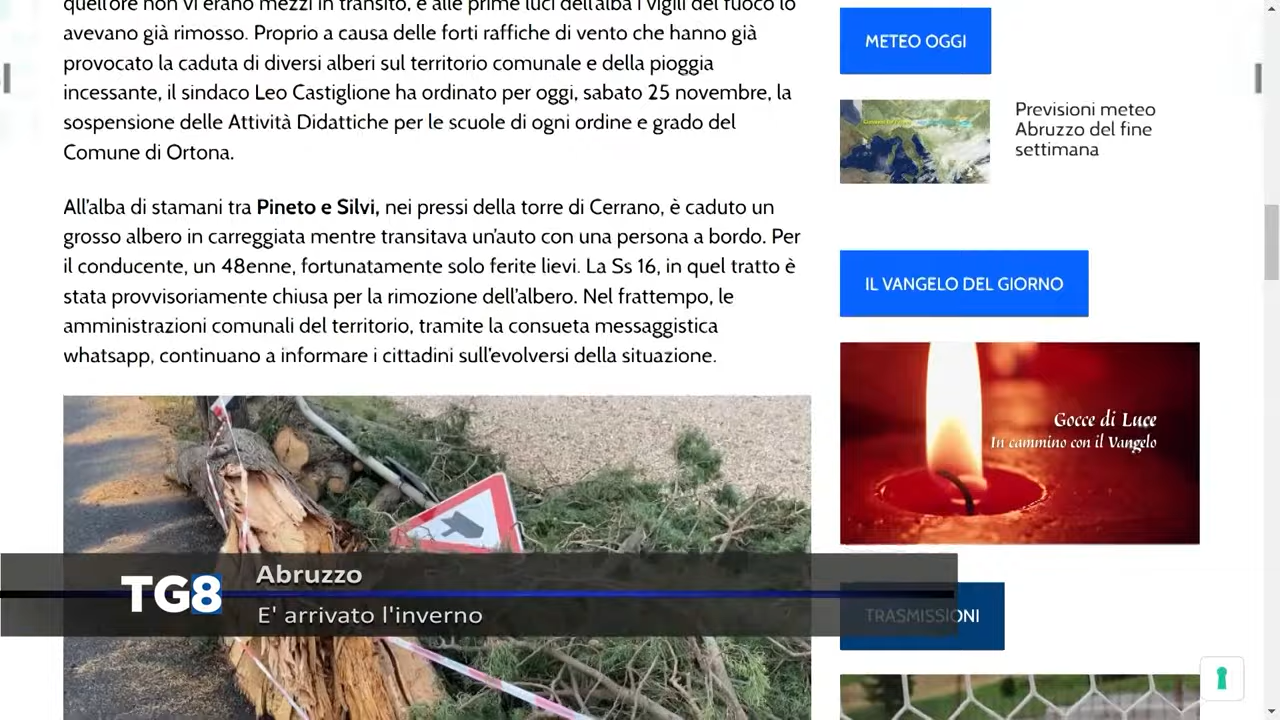 quell'ore non vi erano mezzi in transito, e alle prime luci dell'alba i vigili del fuoco lo
avevano già rimosso. Proprio a causa delle forti raffiche di vento che hanno già
provocato la caduta di diversi alberi sul territorio comunale e della pioggia
incessante, il sindaco Leo Castiglione ha ordinato per oggi, sabato 25 novembre, la
sospensione delle Attività Didattiche per le scuole di ogni ordine e grado del
Comune di Ortona.
All'alba di stamani tra Pineto e Silvi, nei pressi della torre di Cerrano, è caduto un
grosso albero in carreggiata mentre transitava un'auto con una persona a bordo. Per
il conducente, un 48enne, fortunatamente solo ferite lievi. La Ss 16, in quel tratto è
stata provvisoriamente chiusa per la rimozione dell'albero. Nel frattempo, le
amministrazioni comunali del territorio, tramite la consueta messaggistica
whatsapp, continuano a informare i cittadini sull'evolversi della situazione.
METEO OGGI
Previsioni meteo
Abruzzo del fine
settimana
IL VANGELO DEL GIORNO
Gocce di Luce
In cammino con il Vangelo
TRASMISSIONI
TG8
Abruzzo
E' arrivato l'inverno